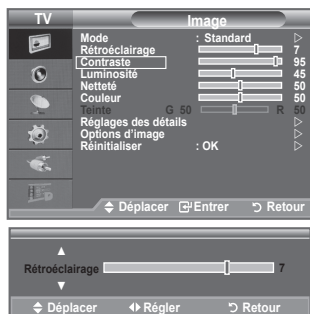 TV
Image
Mode : Standard
Rétroéclairage 7
Contraste 95
Luminosité 45
Netteté 50
Couleur 50
Teinte G 50 R 50
Réglages des détails
Options d'image
Réinitialiser : OK
Déplacer Entrer Retour
Rétroéclairage 7
Déplacer Régler Retour